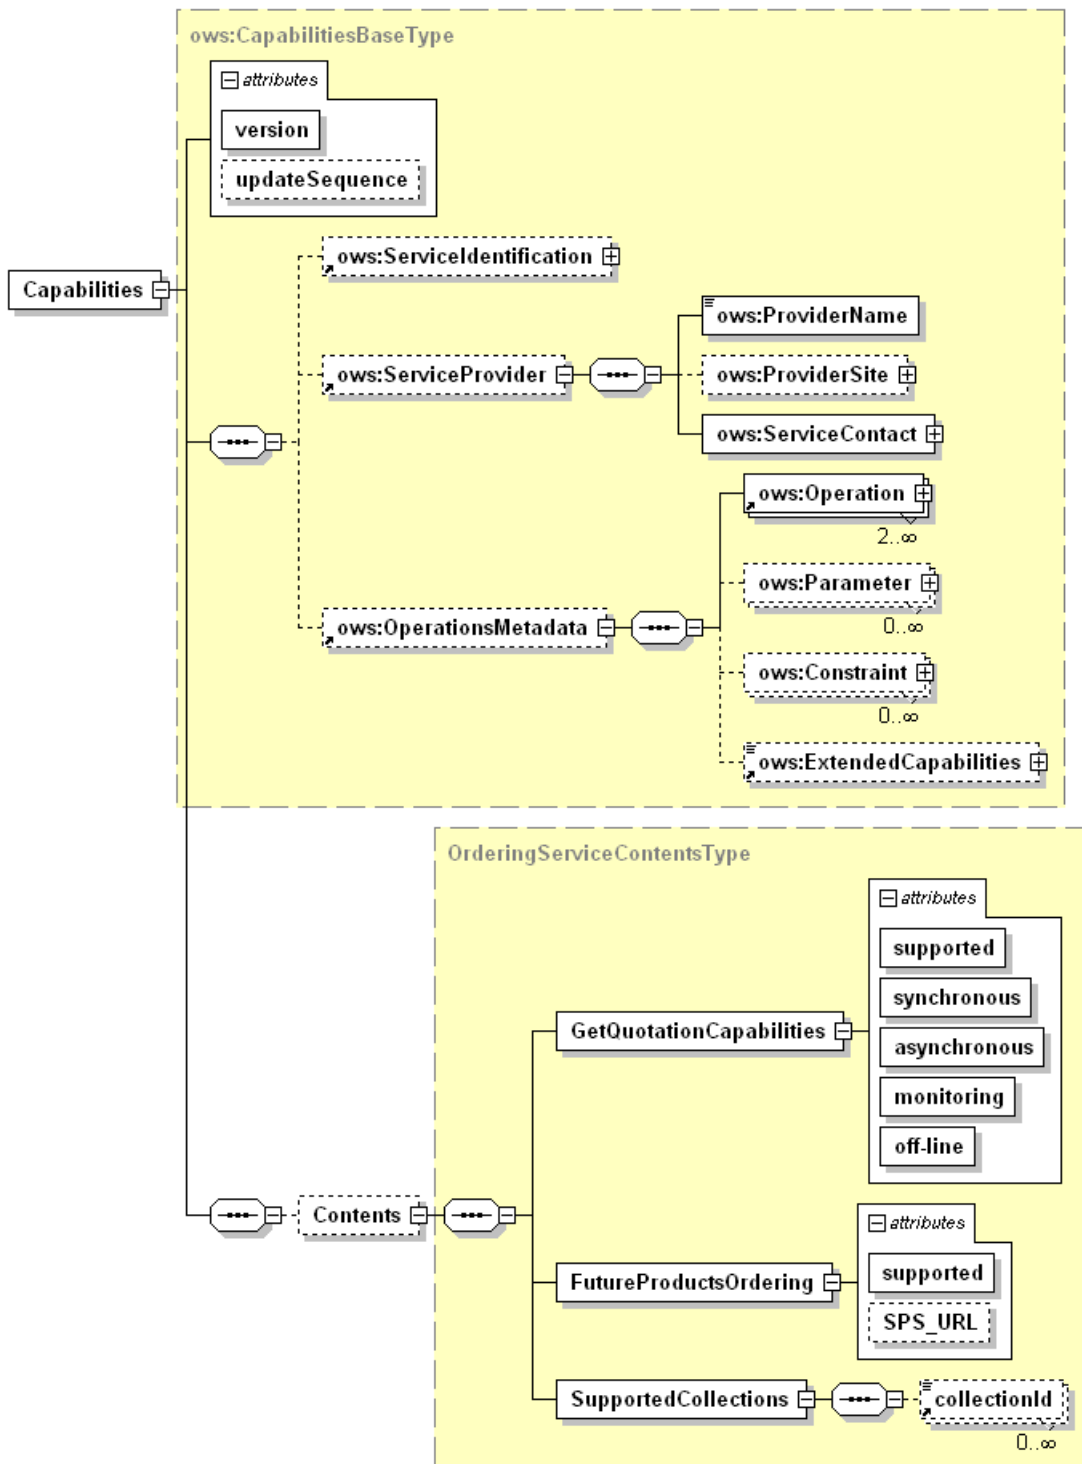 ows:CapabilitiesBaseType
attributes
version
updateSequence
ows:ServiceIdentification
Capabilities
ows:ProviderName
ows:ServiceProvider
ows:ProviderSite
ows:ServiceContact
ows:Operation
2..∞
ows:Parameter
0..∞
ows:OperationsMetadata
ows:Constraint
0..∞
ows:ExtendedCapabilities
OrderingServiceContentsType
attributes
supported
synchronous
GetQuotationCapabilities
asynchronous
monitoring
off-line
Contents
attributes
supported
FutureProductsOrdering
SPS_URL
SupportedCollections
collectionId
0..∞